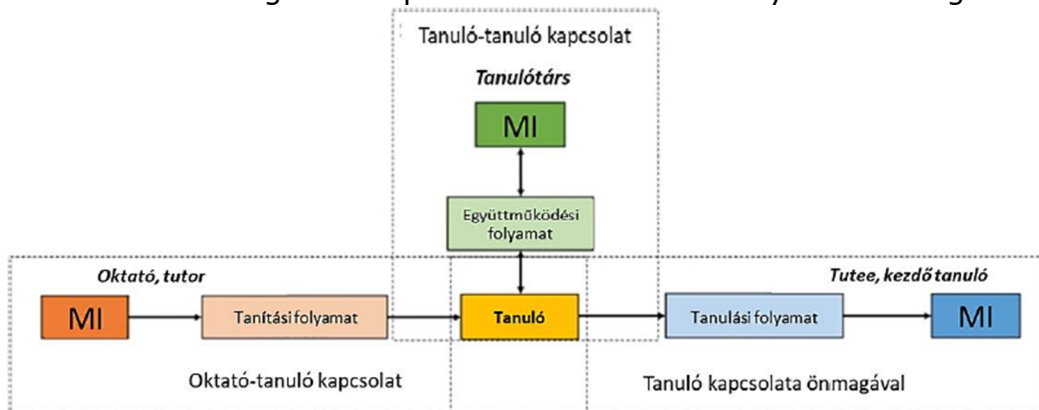 Tanuló-tanuló kapcsolat
Tanulótárs
MI
Együttműködési
folyamat
Oktató, tutor
Tutee, kezdő tanuló
MI
Tanítási folyamat
Tanuló
Tanulási folyamat
MI
Oktató-tanuló kapcsolat
Tanuló kapcsolata önmagával